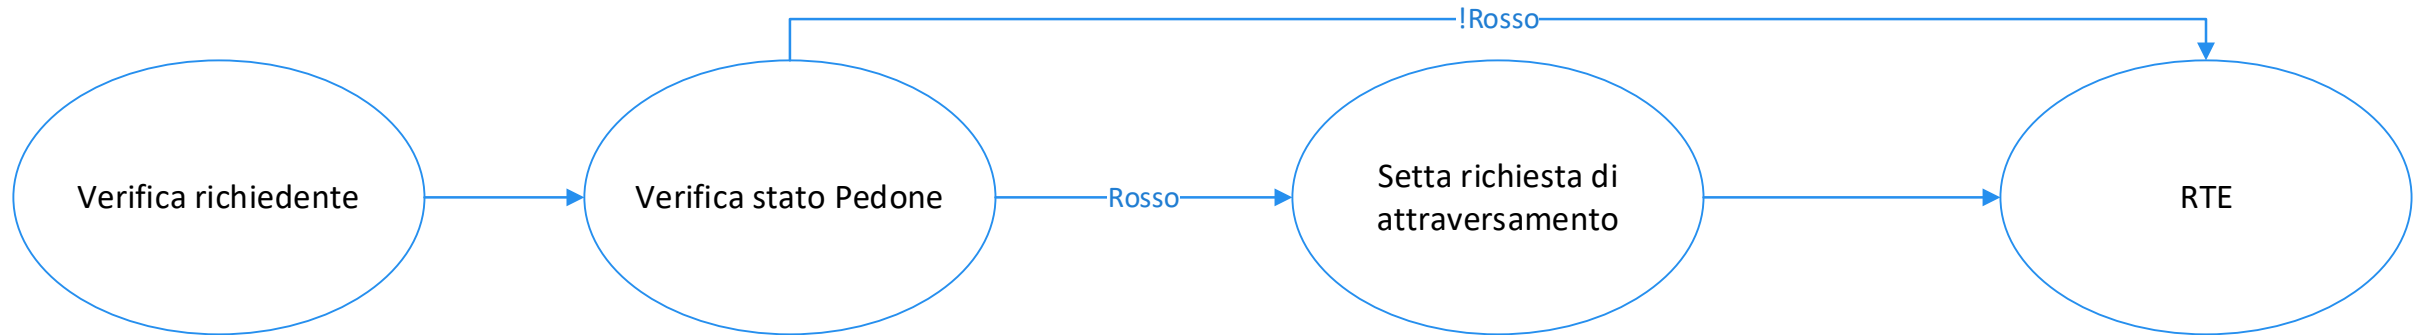 !Rosso
Verifica richiedente
Verifica stato Pedone
Rosso
Setta richiesta di
attraversamento
RTE